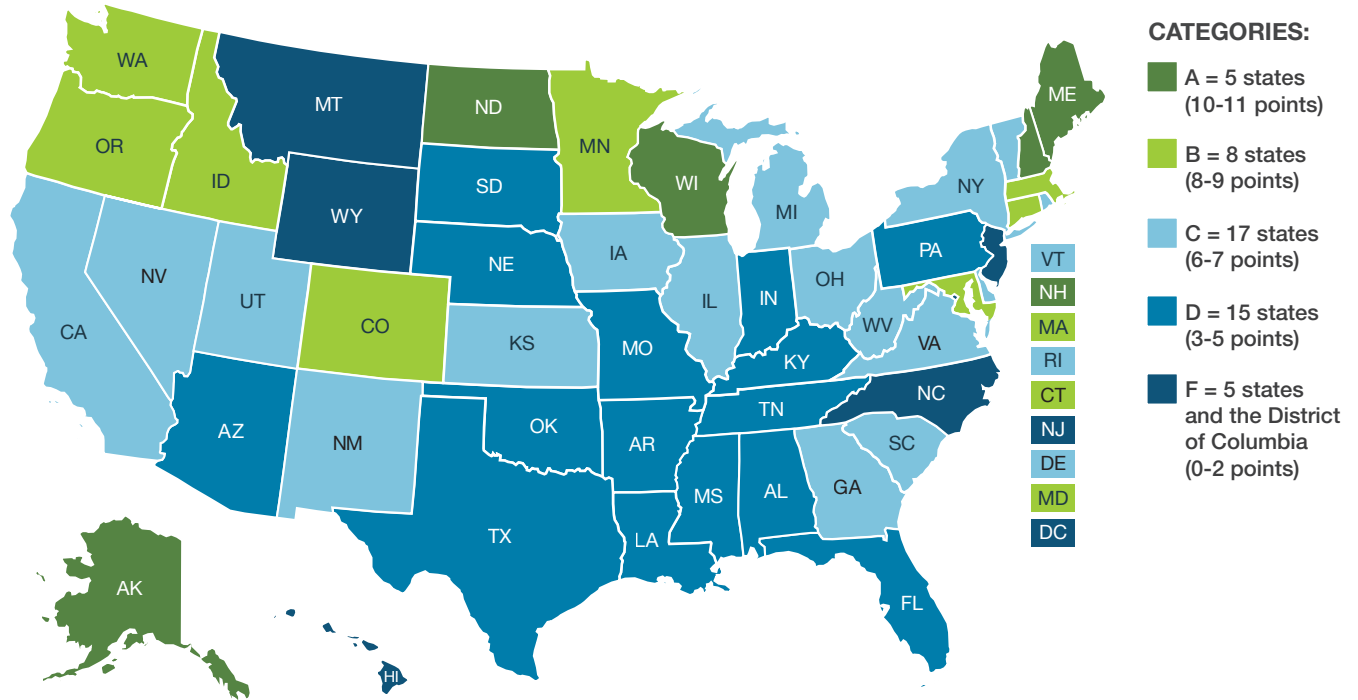 WA
OR
ID
MT
WY
ND
SD
NE
MN
WI
IA
MI
NY
ME
PA
NV
UT
CO
CA
KS
IL
IN
OH
WV
VA
MO
KY
NC
AZ
NM
OK
AR
TN
SC
GA
MS
AL
LA
TX
FL
AK
HI
VT
NH
MA
RI
CT
NJ
DE
MD
DC
CATEGORIES:
A = 5 states
(10-11 points)
B = 8 states
(8-9 points)
C = 17 states
(6-7 points)
D = 15 states
(3-5 points)
F = 5 states
and the District
of Columbia
(0-2 points)